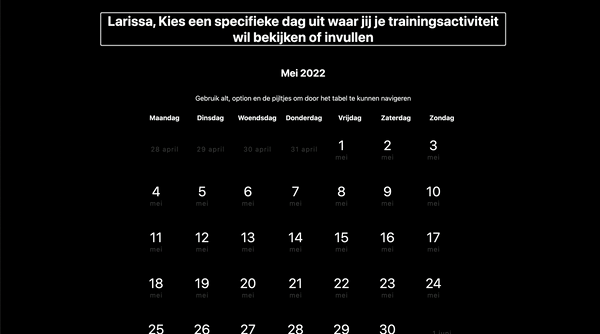 Larissa, Kies een specifieke dag uit waar jij je trainingsactiviteit
wil bekijken of invullen
Mei 2022
Gebruik alt, option en de pijltjes om door het tabel te kunnen navigeren
Maandag Dinsdag Woendsdag Donderdag Vrijdag Zaterdag Zondag
28 april 29 april 30 april 31 april 1 2 3
mei mei mei
4 5 6 7 8 9 10
mei mei mei mei mei mei mei
11 12 13 14 15 16 17
mei mei mei mei mei mei mei
18 19 20 21 22 23 24
mei mei mei mei mei mei mei
25 26 27 28 29 30 1 juni